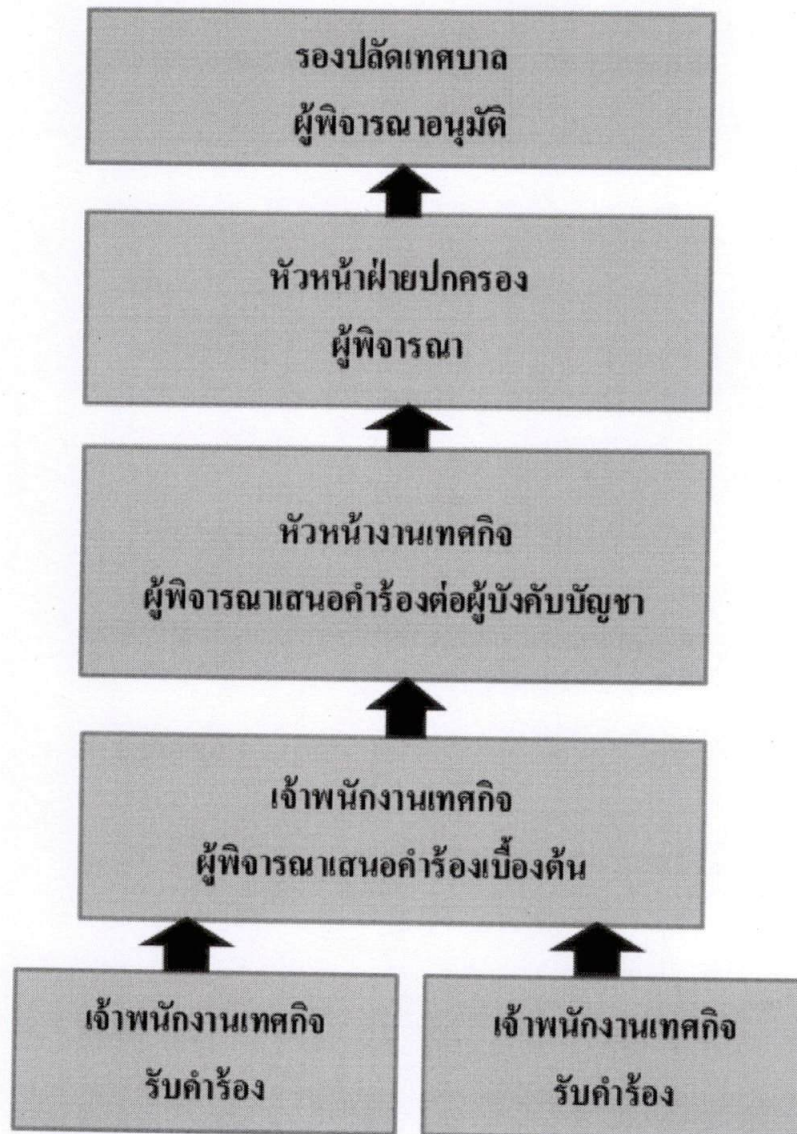 รองปลัดเทศบาล
ผู้พิจารณาอนุมัติ
หัวหน้าฝ่ายปกครอง
ผู้พิจารณา
หัวหน้างานเทศกิจ
ผู้พิจารณาเสนอคำร้องต่อผู้บังคับบัญชา
เจ้าพนักงานเทศกิจ
ผู้พิจารณาเสนอคำร้องเบื้องต้น
เจ้าพนักงานเทศกิจ
รับคำร้อง
เจ้าพนักงานเทศกิจ
รับคำร้อง